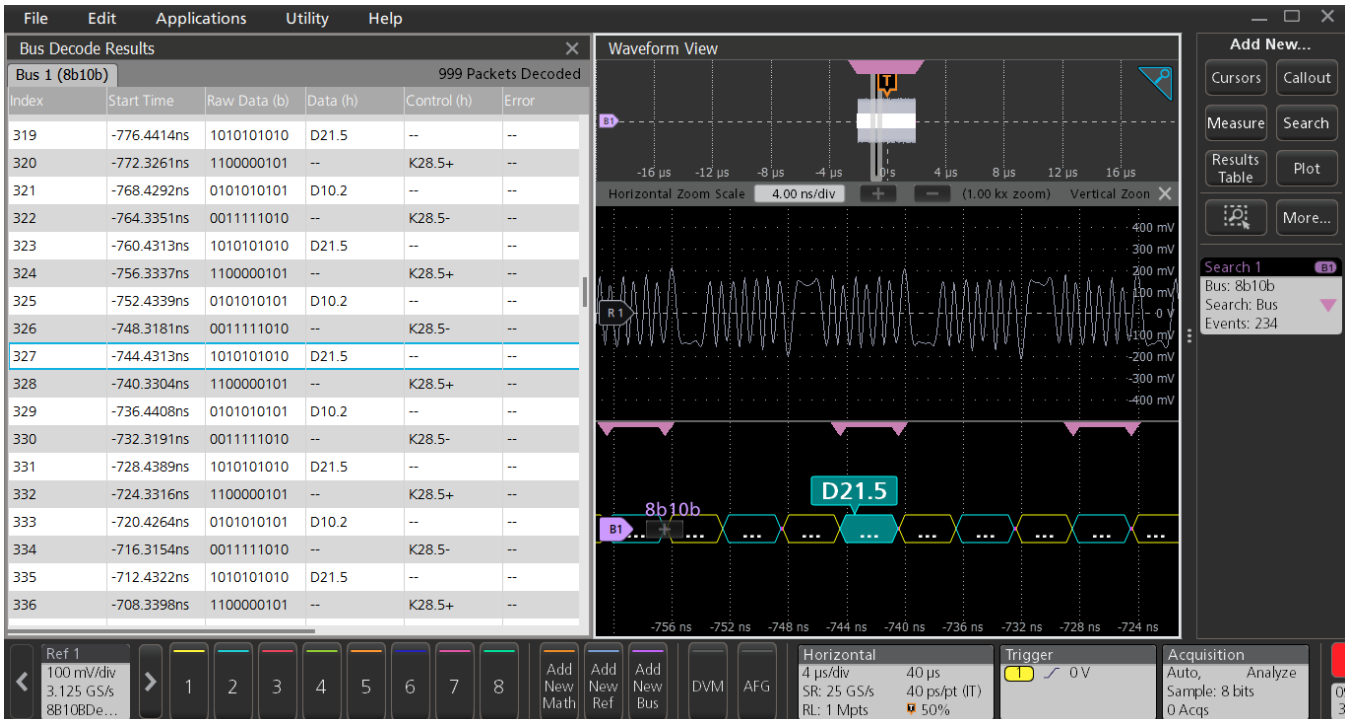 File Edit Applications Utility Help
Bus Decode Results
Bus 1 (8b10b) 999 Packets Decoded
Index Start Time Raw Data (b) Data (h) Control (h) Error
319 -776.4414ns 1010101010 D21.5 -- --
320 -772.3261ns 1100000101 -- K28.5+ --
321 -768.4292ns 0101010101 D10.2 -- --
322 -764.3351ns 0011111010 -- K28.5- --
323 -760.4313ns 1010101010 D21.5 -- --
324 -756.3337ns 1100000101 -- K28.5+ --
325 -752.4339ns 0101010101 D10.2 -- --
326 -748.3181ns 0011111010 -- K28.5- --
327 -744.4313ns 1010101010 D21.5 -- --
328 -740.3304ns 1100000101 -- K28.5+ --
329 -736.4408ns 0101010101 D10.2 -- --
330 -732.3191ns 0011111010 -- K28.5- --
331 -728.4389ns 1010101010 D21.5 -- --
332 -724.3316ns 1100000101 -- K28.5+ --
333 -720.4264ns 0101010101 D10.2 -- --
334 -716.3154ns 0011111010 -- K28.5- --
335 -712.4322ns 1010101010 D21.5 -- --
336 -708.3398ns 1100000101 -- K28.5+ --
Waveform View
T
B1
-16 µs -12 µs -8 µs -4 µs 4 µs 8 µs 12 µs 16 µs
Horizontal Zoom Scale 4.00 ns/div (1.00 kx zoom) Vertical Zoon
400 mV
300 mV
200 mV
100 mV
R 1
0 V
-100 mV
-200 mV
-300 mV
-400 mV
D21.5
8b10b
B1 ... ... ... ... ... ... ... ... ... ...
-756 ns -752 ns -748 ns -744 ns -740 ns -736 ns -732 ns -728 ns -724 ns
Add New...
Cursors Callout
Measure Search
Results
Table
Plot
More...
Search 1 B1
Bus: 8b10b
Search: Bus
Events: 234
Ref 1
100 mV/div
3.125 GS/s
8B10BDe...
1 2 3 4 5 6 7 8
Add
New
Math
Add
New
Ref
Add
New
Bus
DVM AFG
Horizontal
4 µs/div 40 µs
SR: 25 GS/s 40 ps/pt (IT)
RL: 1 Mpts 50%
Trigger
1 0 V
Acquisition
Auto, Analyze
Sample: 8 bits
0 Acqs